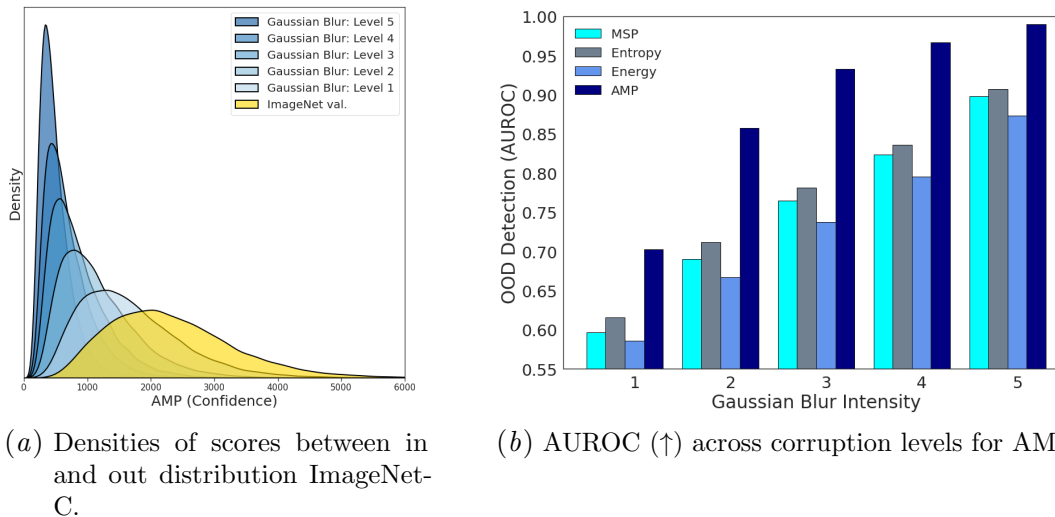 Gaussian Blur: Level 5
Gaussian Blur: Level 4
Gaussian Blur: Level 3
Gaussian Blur: Level 2
Gaussian Blur: Level 1
ImageNet val.
Density
0 1000 2000 3000 4000 5000 6000
AMP (Confidence)
(a) Densities of scores between in
and out distribution ImageNet-
C.
1.00
0.95
0.90
0.85
0.80
0.75
0.70
0.65
0.60
0.55
OOD Detection (AUROC)
MSP
Entropy
Energy
AMP
1 2 3 4 5
Gaussian Blur Intensity
(b) AUROC (↑) across corruption levels for AM